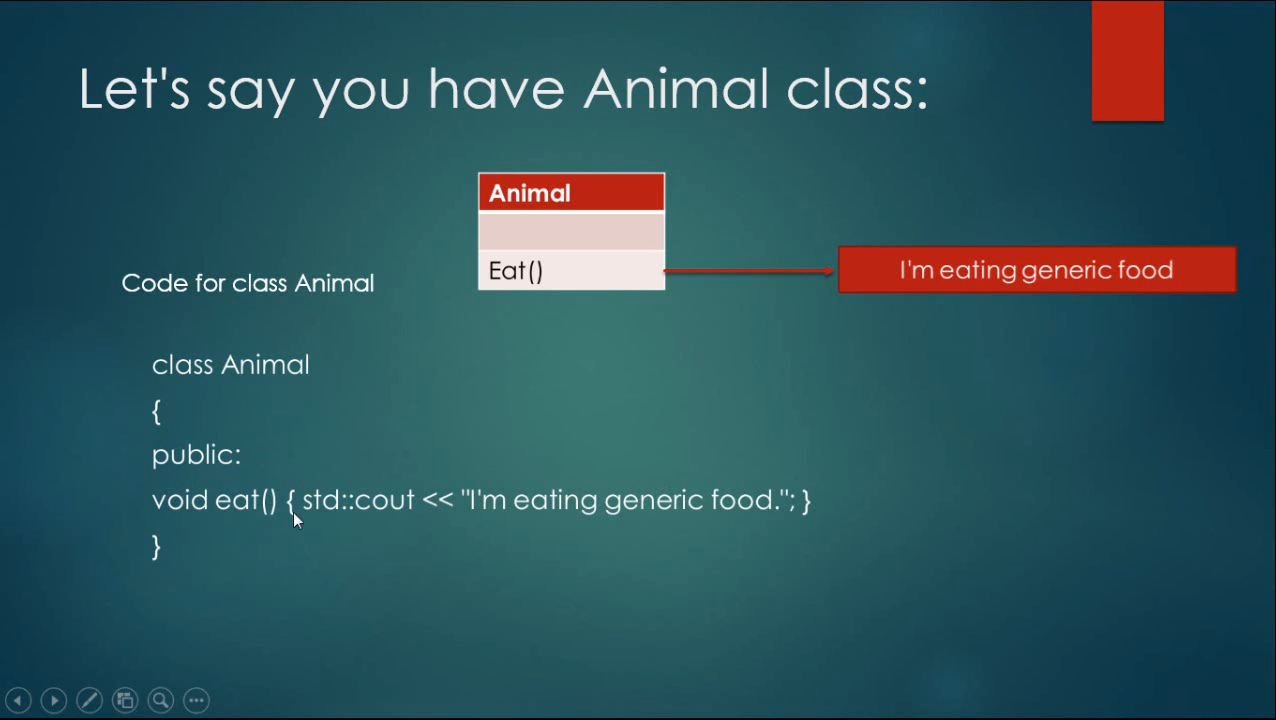 Let's say you have Animal class:
Animal
Eat()
I'm eating generic food
Code for class Animal
class Animal
{
public:
void eat() { std::cout << "I'm eating generic food."; }
}